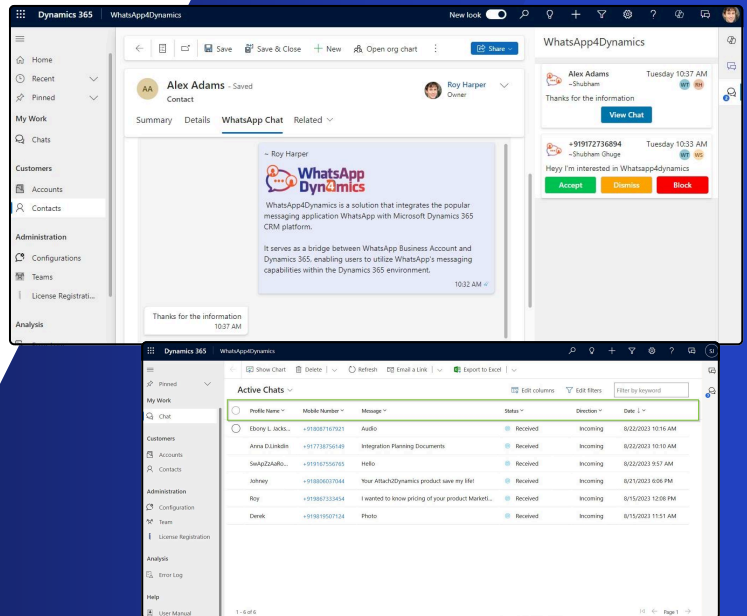 Dynamics 365 WhatsApp4Dynamics New look
Save Save & Close + New Open org chart Share
WhatsApp4Dynamics
Home
Recent
Pinned
My Work
Chats
Customers
Accounts
Contacts
Administration
Configurations
Teams
License Registrati...
Analysis
AA Alex Adams - Saved
Contact
Roy Harper
Owner
Summary Details WhatsApp Chat Related
~ Roy Harper
WhatsApp
Dyn4mics
WhatsApp4Dynamics is a solution that integrates the popular
messaging application WhatsApp with Microsoft Dynamics 365
CRM platform.
It serves as a bridge between WhatsApp Business Account and
Dynamics 365, enabling users to utilize WhatsApp's messaging
capabilities within the Dynamics 365 environment.
10:32 AM
Thanks for the information
10:37 AM
Alex Adams Tuesday 10:37 AM
~Shubham WT RH
Thanks for the information
View Chat
+919172736894 Tuesday 10:33 AM
~Shubham Ghuge WT WS
Heyy I'm interested in Whatsapp4dynamics
Accept Dismiss Block
Dynamics 365 WhatsApp4Dynamics SI
Show Chart Delete Refresh Email a Link Export to Excel
Pinned
My Work
Chat
Customers
Accounts
Contacts
Administration
Configuration
Team
License Registration
Analysis
Error Log
Help
User Manual
Active Chats Edit columns Edit filters Filter by keyword
Profile Name Mobile Number Message Status Direction Date ↓
Ebony L. Jacks... +918087167921 Audio Received Incoming 8/22/2023 10:16 AM
Anna D.Linkdin +917738756149 Integration Planning Documents Received Incoming 8/22/2023 10:10 AM
SwApZzAaRo... +919167556765 Hello Received Incoming 8/22/2023 9:57 AM
Johney +918806037044 Your Attach2Dynamics product save my life! Received Incoming 8/21/2023 6:06 PM
Roy +919867333454 I wanted to know pricing of your product Marketi... Received Incoming 8/15/2023 12:08 PM
Derek +919819507124 Photo Received Incoming 8/15/2023 11:51 AM
1 - 6 of 6 Page 1